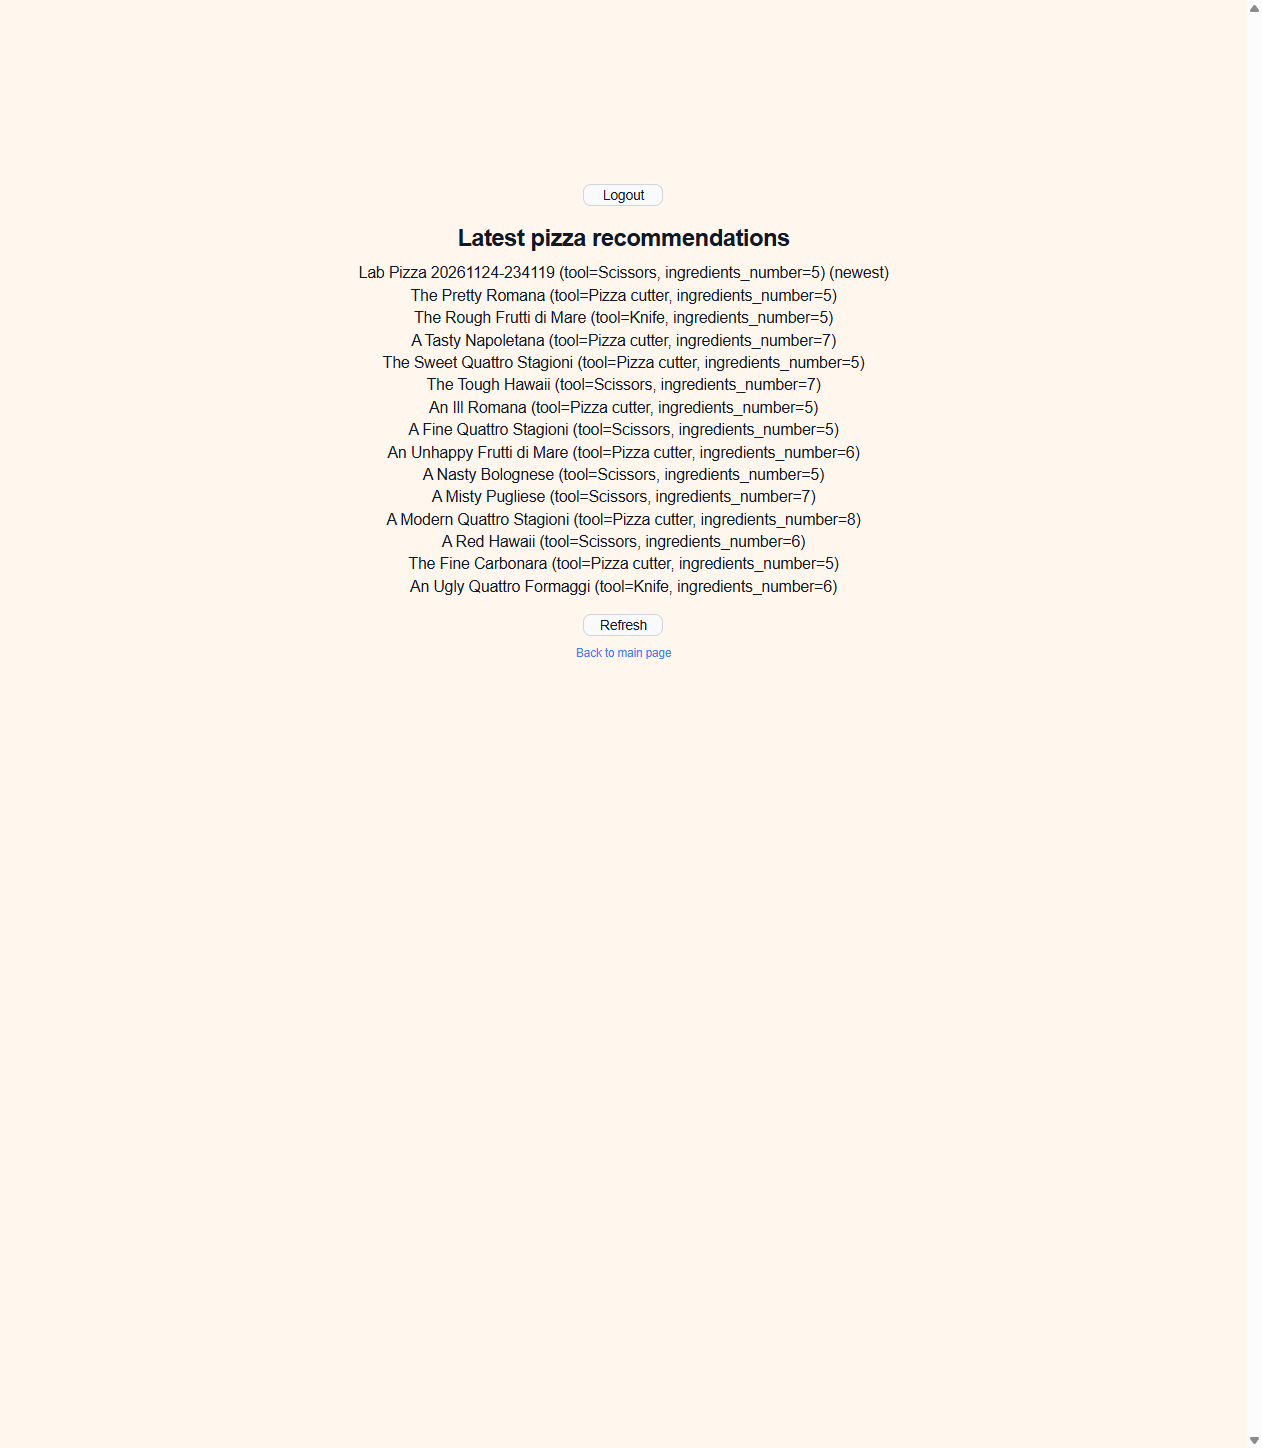 Logout
Latest pizza recommendations
Lab Pizza 20261124-234119 (tool=Scissors, ingredients_number=5) (newest)
The Pretty Romana (tool=Pizza cutter, ingredients_number=5)
The Rough Frutti di Mare (tool=Knife, ingredients_number=5)
A Tasty Napoletana (tool=Pizza cutter, ingredients_number=7)
The Sweet Quattro Stagioni (tool=Pizza cutter, ingredients_number=5)
The Tough Hawaii (tool=Scissors, ingredients_number=7)
An Ill Romana (tool=Pizza cutter, ingredients_number=5)
A Fine Quattro Stagioni (tool=Scissors, ingredients_number=5)
An Unhappy Frutti di Mare (tool=Pizza cutter, ingredients_number=6)
A Nasty Bolognese (tool=Scissors, ingredients_number=5)
A Misty Pugliese (tool=Scissors, ingredients_number=7)
A Modern Quattro Stagioni (tool=Pizza cutter, ingredients_number=8)
A Red Hawaii (tool=Scissors, ingredients_number=6)
The Fine Carbonara (tool=Pizza cutter, ingredients_number=5)
An Ugly Quattro Formaggi (tool=Knife, ingredients_number=6)
Refresh
Back to main page